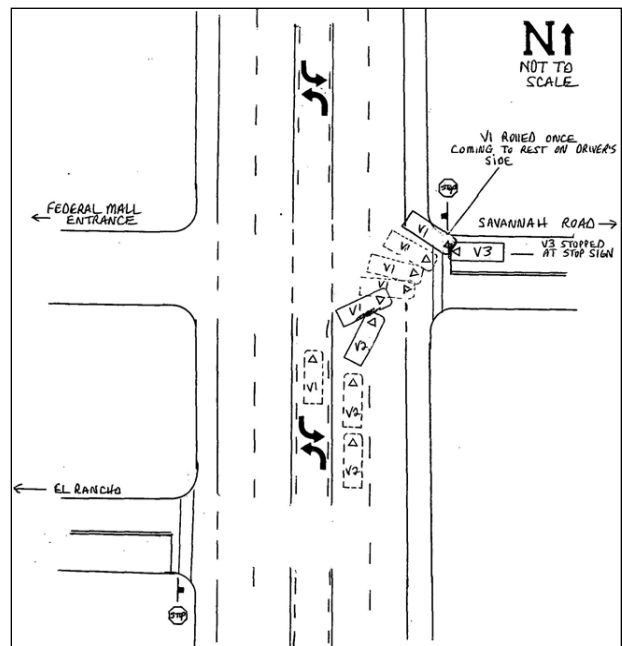 N
NOT TO
SCALE
V1 ROLLED ONCE
COMING TO REST ON DRIVER'S
SIDE
STOP
FEDERAL MALL
ENTRANCE
SAVANNAH ROAD
V1
V3
V3 STOPPED
AT STOP SIGN
V1
V1
V1
V1
V2
V1
V2
V2
EL RANCHO
STOP